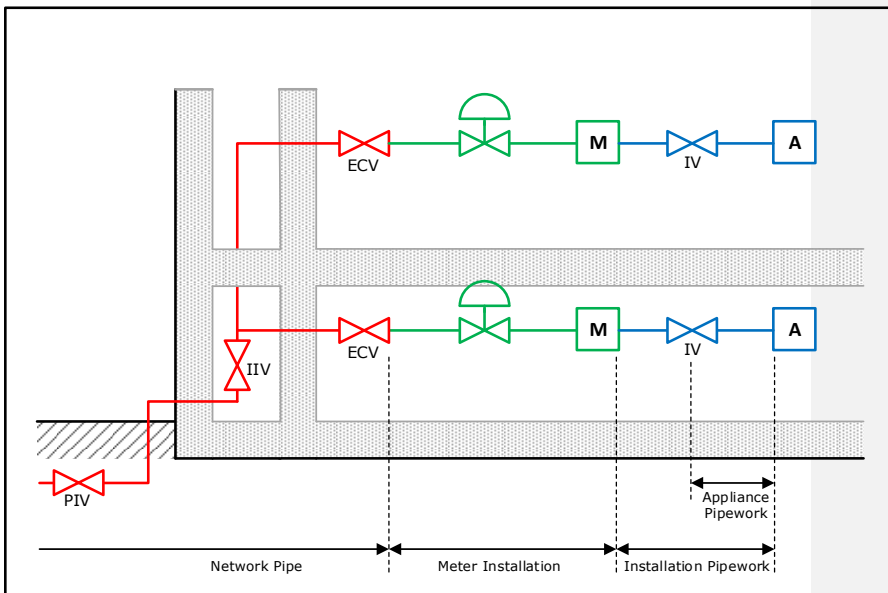 ECV
M
IV
A
ECV
M
IV
A
IIV
PIV
Appliance
Pipework
Network Pipe
Meter Installation
Installation Pipework